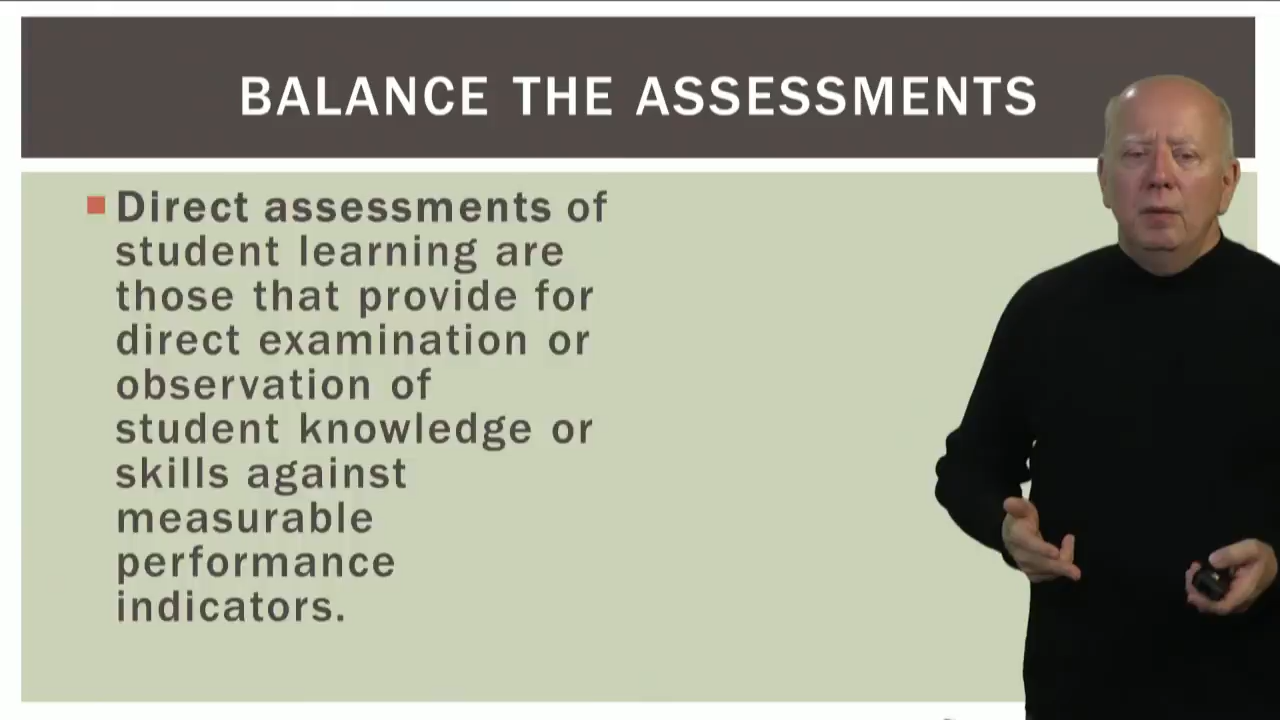 BALANCE THE ASSESSMENTS
Direct assessments of
student learning are
those that provide for
direct examination or
observation of
student knowledge or
skills against
measurable
performance
indicators.